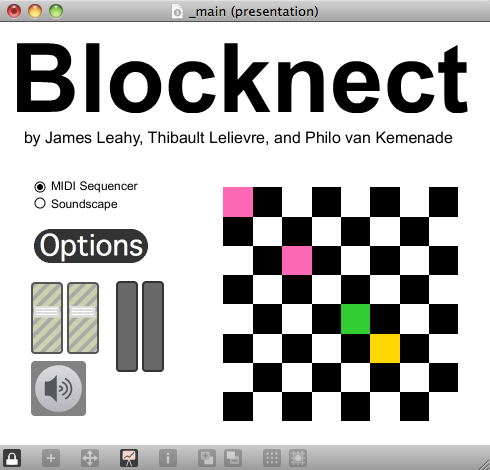 _main (presentation)
Blocknect
by James Leahy, Thibault Lelievre, and Philo van Kemenade
MIDI Sequencer
Soundscape
Options